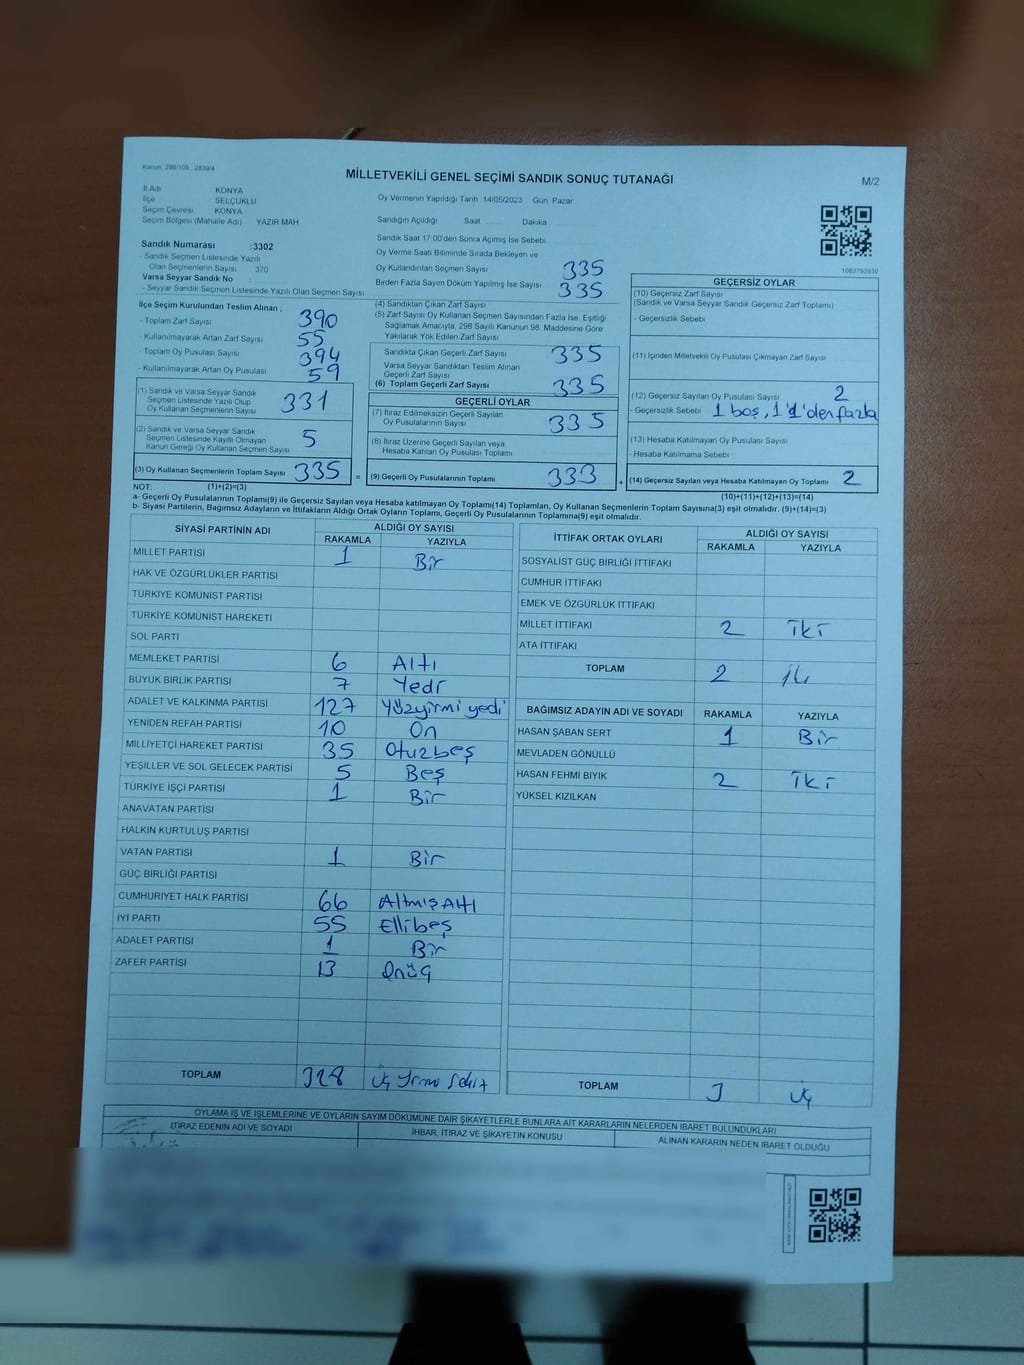 Kanun: 298/105 , 2839/4
MİLLETVEKİLİ GENEL SEÇİMİ SANDIK SONUÇ TUTANAĞI
M/2
İl Adı KONYA
İlçe SELÇUKLU
Seçim Çevresi KONYA
Seçim Bölgesi (Mahalle Adı) YAZIR MAH
Oy Vermenin Yapıldığı Tarih :14/05/2023 Gün: Pazar
Sandığın Açıldığı Saat Dakika
Sandık Saat 17:00'den Sonra Açımış İse Sebebi
Sandık Numarası :3302
- Sandık Seçmen Listesinde Yazılı
Olan Seçmenlerin Sayısı 370
Varsa Seyyar Sandık No
- Seyyar Sandık Seçmen Listesinde Yazılı Olan Seçmen Sayısı
Oy Verme Saati Bitiminde Sırada Bekleyen ve
Oy Kullandırılan Seçmen Sayısı 335
Birden Fazla Sayım Döküm Yapılmış İse Sayısı 335
1083793930
İlçe Seçim Kurulundan Teslim Alınan ;
- Toplam Zarf Sayısı 390
- Kullanılmayarak Artan Zarf Sayısı 55
- Toplam Oy Pusulası Sayısı 394
- Kullanılmayarak Artan Oy Pusulası 59
(1) Sandık ve Varsa Seyyar Sandık
Seçmen Listesinde Yazılı Olup
Oy Kullanan Seçmenlerin Sayısı 331
(2) Sandık ve Varsa Seyyar Sandık
Seçmen Listesinde Kayıtlı Olmayan
Kanun Gereği Oy Kullanan Seçmen Sayısı 5
(3) Oy Kullanan Seçmenlerin Toplam Sayısı 335 =
(4) Sandıktan Çıkan Zarf Sayısı
(5) Zarf Sayısı Oy Kullanan Seçmen Sayısından Fazla İse, Eşitliği
Sağlamak Amacıyla; 298 Sayılı Kanunun 98. Maddesine Göre
Yakılarak Yok Edilen Zarf Sayısı
Sandıkta Çıkan Geçerli Zarf Sayısı 335
Varsa Seyyar Sandıktan Teslim Alınan
Geçerli Zarf Sayısı
(6) Toplam Geçerli Zarf Sayısı 335
GEÇERLİ OYLAR
(7) İtiraz Edilmeksizin Geçerli Sayılan
Oy Pusulalarının Sayısı 335
(8) İtiraz Üzerine Geçerli Sayılan veya
Hesaba Katılan Oy Pusulası Toplamı
(9) Geçerli Oy Pusulalarının Toplamı 333 +
GEÇERSİZ OYLAR
(10) Geçersiz Zarf Sayısı
(Sandık ve Varsa Seyyar Sandık Geçersiz Zarf Toplamı)
- Geçersizlik Sebebi
(11) İçinden Milletvekili Oy Pusulası Çıkmayan Zarf Sayısı
(12) Geçersiz Sayılan Oy Pusulası Sayısı 2
- Geçersizlik Sebebi 1 boş, 1'den fazla
(13) Hesaba Katılmayan Oy Pusulası Sayısı
- Hesaba Katılmama Sebebi
(14) Geçersiz Sayılan veya Hesaba Katılmayan Oy Toplamı 2
NOT: (1)+(2)=(3)
(10)+(11)+(12)+(13)=(14)
a- Geçerli Oy Pusulalarının Toplamı(9) ile Geçersiz Sayılan veya Hesaba katılmayan Oy Toplamı(14) Toplamları, Oy Kullanan Seçmenlerin Toplam Sayısına(3) eşit olmalıdır. (9)+(14)=(3)
b- Siyasi Partilerin, Bağımsız Adayların ve İttifakların Aldığı Ortak Oyların Toplamı, Geçerli Oy Pusulalarının Toplamına(9) eşit olmalıdır.
SİYASİ PARTİNİN ADI ALDIĞI OY SAYISI
RAKAMLA YAZIYLA
MİLLET PARTİSİ 1 Bir
HAK VE ÖZGÜRLÜKLER PARTİSİ
TÜRKİYE KOMÜNİST PARTİSİ
TÜRKİYE KOMÜNİST HAREKETİ
SOL PARTİ
MEMLEKET PARTİSİ 6 Altı
BÜYÜK BİRLİK PARTİSİ 7 Yedi
ADALET VE KALKINMA PARTİSİ 127 Yüzyirmi yedi
YENİDEN REFAH PARTİSİ 10 On
MİLLİYETÇİ HAREKET PARTİSİ 35 Otuzbeş
YEŞİLLER VE SOL GELECEK PARTİSİ 5 Beş
TÜRKİYE İŞÇİ PARTİSİ 1 Bir
ANAVATAN PARTİSİ
HALKIN KURTULUŞ PARTİSİ
VATAN PARTİSİ 1 Bir
GÜÇ BİRLİĞİ PARTİSİ
CUMHURİYET HALK PARTİSİ 66 Altmış Altı
İYİ PARTİ 55 Ellibeş
ADALET PARTİSİ 1 Bir
ZAFER PARTİSİ 13 Onüç
TOPLAM 328 Üç Yirmi Sekiz
İTTİFAK ORTAK OYLARI ALDIĞI OY SAYISI
RAKAMLA YAZIYLA
SOSYALİST GÜÇ BİRLİĞİ İTTİFAKI
CUMHUR İTTİFAKI
EMEK VE ÖZGÜRLÜK İTTİFAKI
MİLLET İTTİFAKI 2 İki
ATA İTTİFAKI
TOPLAM 2 İki
BAĞIMSIZ ADAYIN ADI VE SOYADI RAKAMLA YAZIYLA
HASAN ŞABAN SERT 1 Bir
MEVLADEN GÖNÜLLÜ
HASAN FEHMİ BIYIK 2 İki
YÜKSEL KIZILKAN
TOPLAM 3 Üç
OYLAMA İŞ VE İŞLEMLERİNE VE OYLARIN SAYIM DÖKÜMÜNE DAİR ŞİKAYETLERLE BUNLARA AİT KARARLARIN NELERDEN İBARET BULUNDUKLARI
İTİRAZ EDENİN ADI VE SOYADI İHBAR, İTİRAZ VE ŞİKAYETİN KONUSU ALINAN KARARIN NEDEN İBARET OLDUĞU